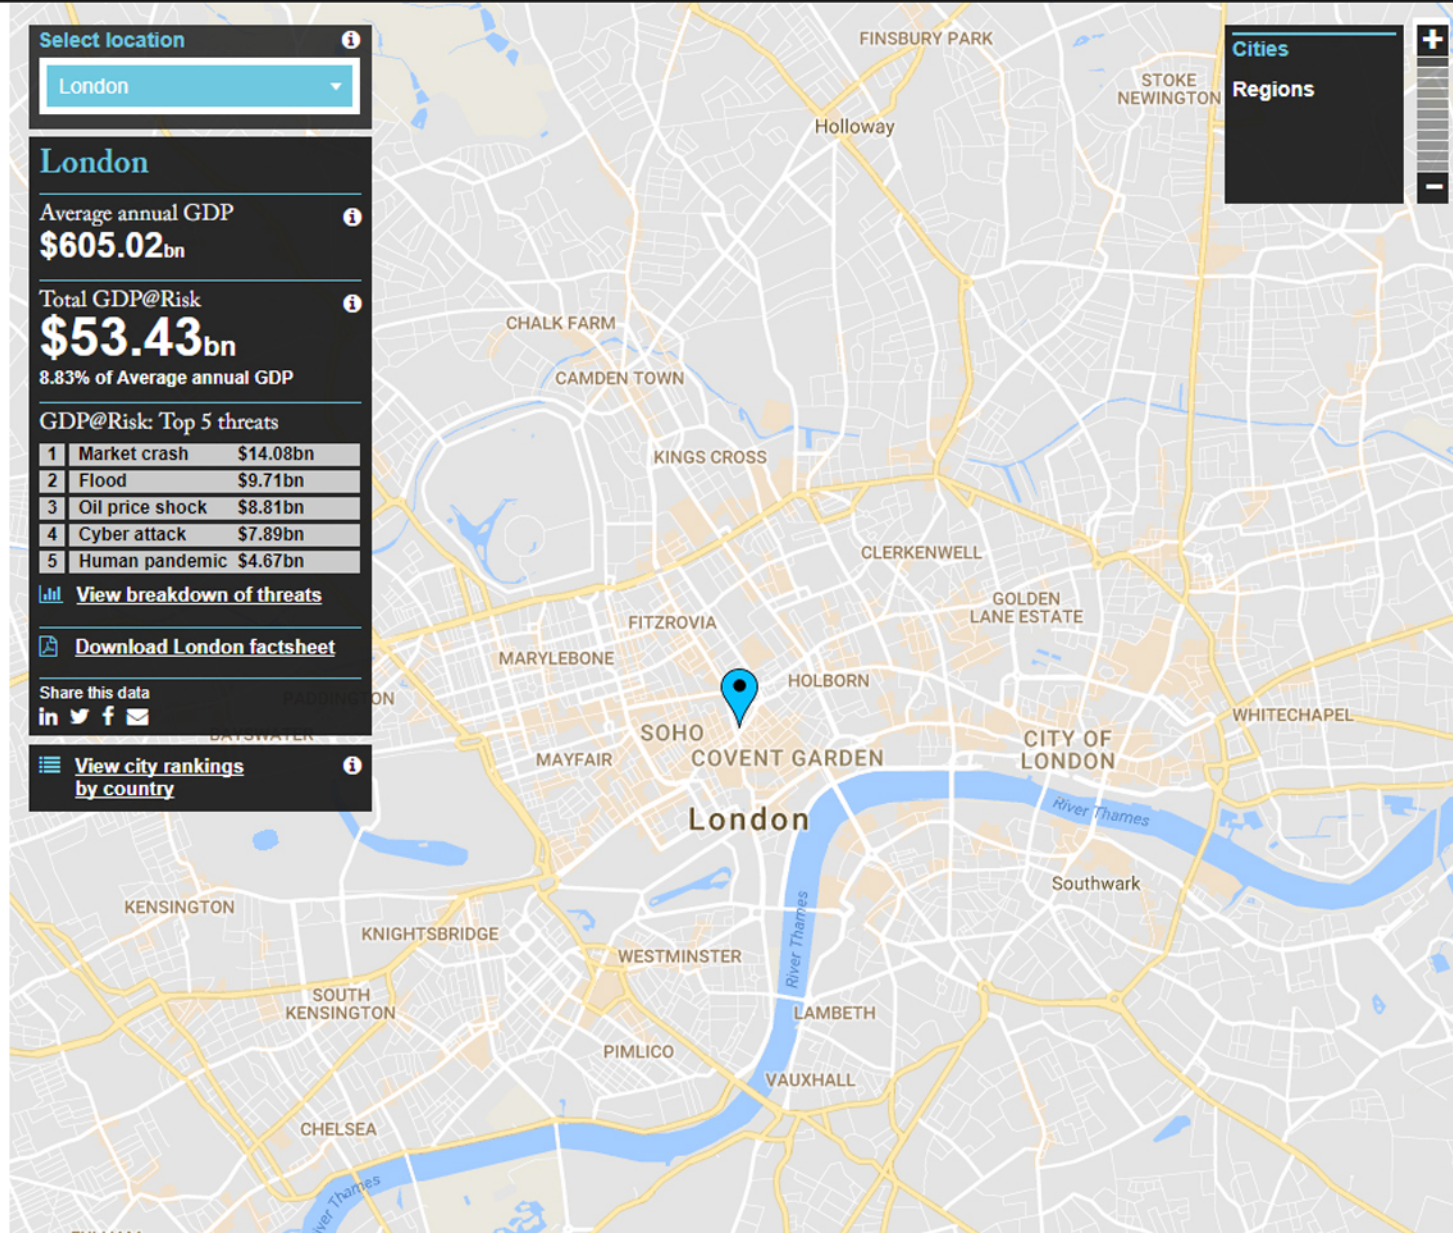 Select location
London
London
Average annual GDP
$605.02bn
Total GDP@Risk
$53.43bn
8.83% of Average annual GDP
GDP@Risk: Top 5 threats
1 Market crash $14.08bn
2 Flood $9.71bn
3 Oil price shock $8.81bn
4 Cyber attack $7.89bn
5 Human pandemic $4.67bn
View breakdown of threats
Download London factsheet
Share this data
View city rankings
by country
Cities
Regions
FINSBURY PARK
STOKE
NEWINGTON
Holloway
CHALK FARM
CAMDEN TOWN
KINGS CROSS
CLERKENWELL
GOLDEN
LANE ESTATE
FITZROVIA
MARYLEBONE
HOLBORN
PADDINGTON
BAYSWATER
SOHO
WHITECHAPEL
MAYFAIR
COVENT GARDEN
CITY OF
LONDON
London
River Thames
Southwark
KENSINGTON
KNIGHTSBRIDGE
River Thames
WESTMINSTER
SOUTH
KENSINGTON
LAMBETH
PIMLICO
VAUXHALL
CHELSEA
River Thames